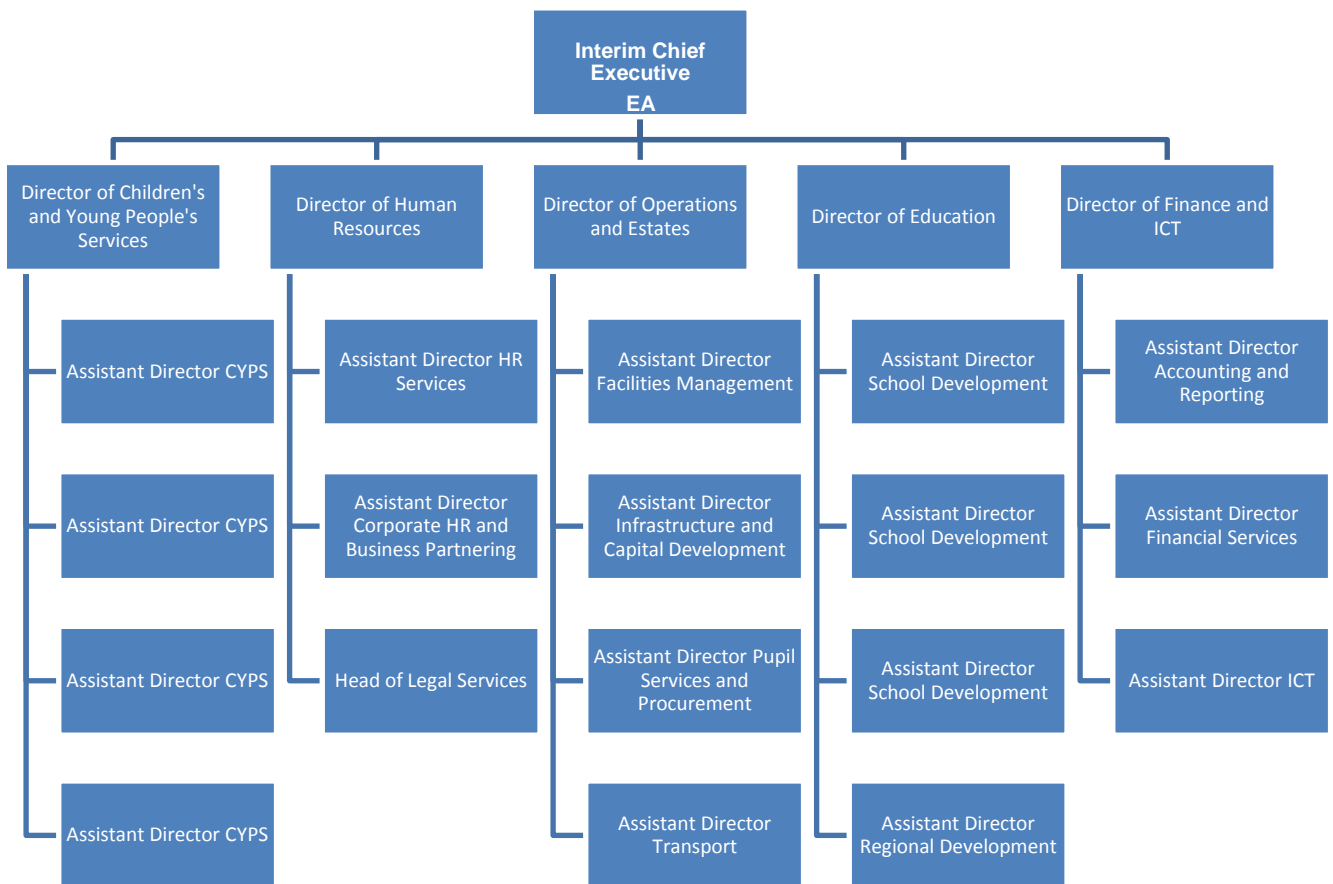 Interim Chief
Executive
EA
Director of Children's
and Young People's
Services
Director of Human
Resources
Director of Operations
and Estates
Director of Education
Director of Finance and
ICT
Assistant Director CYPS
Assistant Director HR
Services
Assistant Director
Facilities Management
Assistant Director
School Development
Assistant Director
Accounting and
Reporting
Assistant Director CYPS
Assistant Director
Corporate HR and
Business Partnering
Assistant Director
Infrastructure and
Capital Development
Assistant Director
School Development
Assistant Director
Financial Services
Assistant Director CYPS
Head of Legal Services
Assistant Director Pupil
Services and
Procurement
Assistant Director
School Development
Assistant Director ICT
Assistant Director CYPS
Assistant Director
Transport
Assistant Director
Regional Development